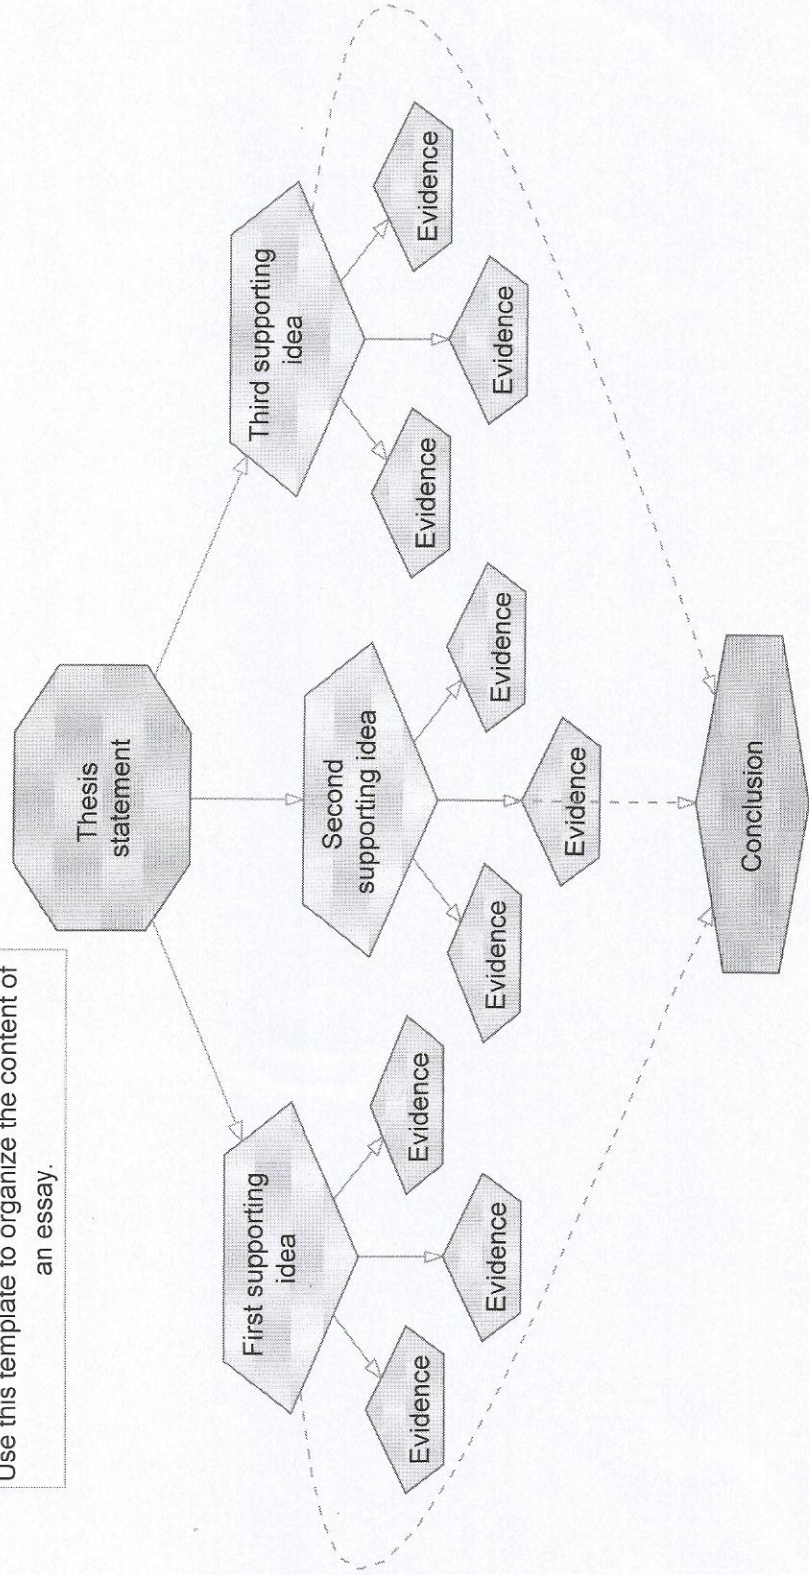 Use this template to organize the content of
an essay.
Thesis
statement
First supporting
idea
Evidence
Evidence
Evidence
Second
supporting idea
Evidence
Evidence
Evidence
Third supporting
idea
Evidence
Evidence
Evidence
Conclusion